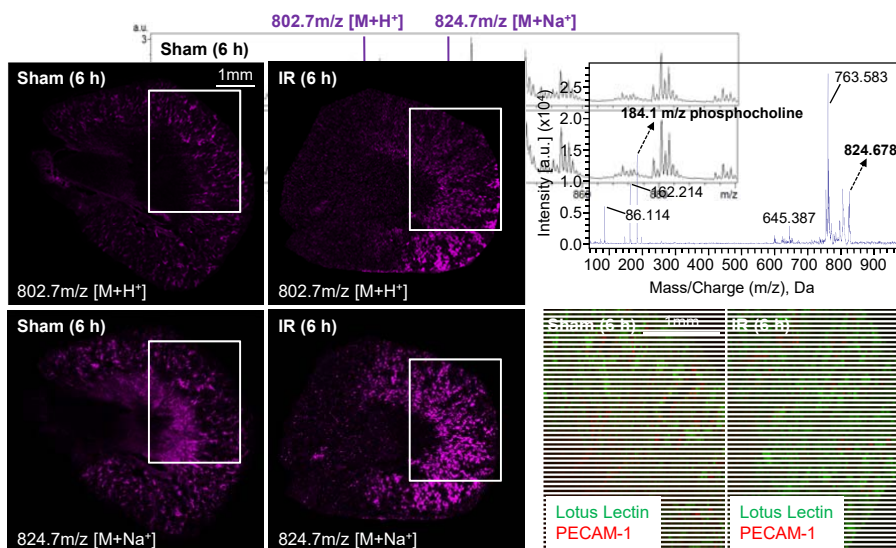 802.7m/z [M+H⁺]
824.7m/z [M+Na⁺]
a.u.
3
Sham (6 h)
Sham (6 h)
1mm
802.7m/z [M+H⁺]
IR (6 h)
802.7m/z [M+H⁺]
m/z
Intensity [a.u.] (x10⁴)
2.5
2.0
1.5
1.0
0.5
0.0
763.583
184.1 m/z phosphocholine
824.678
162.214
86.114
645.387
100 200 300 400 500 600 700 800 900
Mass/Charge (m/z), Da
Sham (6 h)
824.7m/z [M+Na⁺]
IR (6 h)
824.7m/z [M+Na⁺]
Sham (6 h)
1mm
Lotus Lectin
PECAM-1
IR (6 h)
Lotus Lectin
PECAM-1